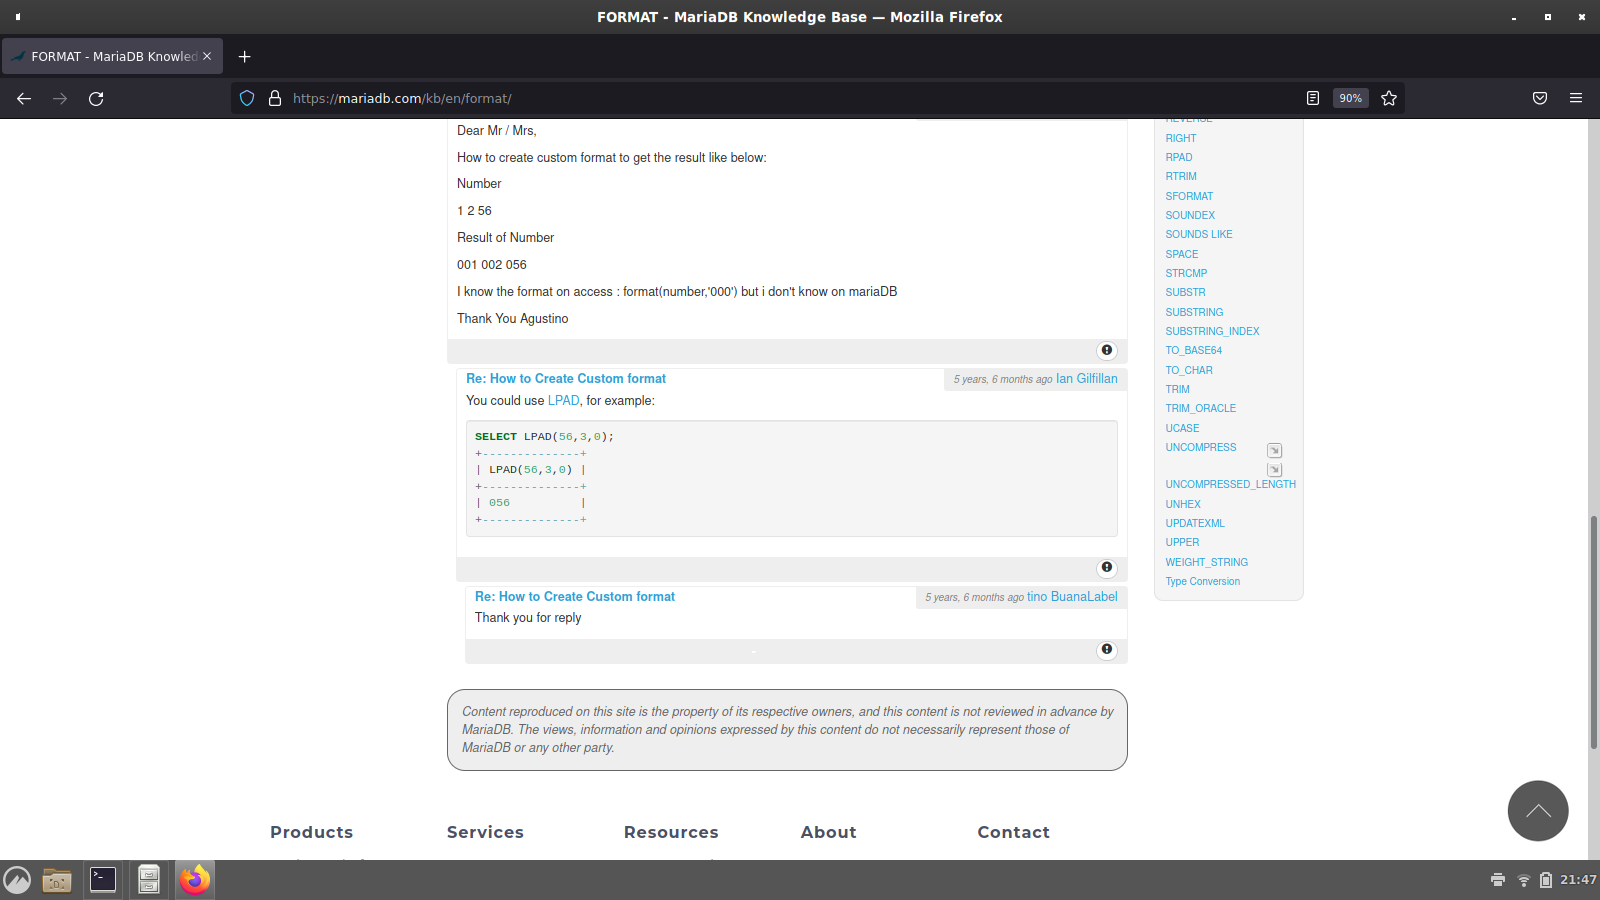 FORMAT - MariaDB Knowledge Base — Mozilla Firefox
FORMAT - MariaDB Knowled
https://mariadb.com/kb/en/format/
90%
Dear Mr / Mrs,
How to create custom format to get the result like below:
Number
1 2 56
Result of Number
001 002 056
I know the format on access : format(number,'000') but i don't know on mariaDB
Thank You Agustino
Re: How to Create Custom format
5 years, 6 months ago Ian Gilfillan
You could use LPAD, for example:
SELECT LPAD(56,3,0);
+--------------+
| LPAD(56,3,0) |
+--------------+
| 056          |
+--------------+
Re: How to Create Custom format
5 years, 6 months ago tino BuanaLabel
Thank you for reply
Content reproduced on this site is the property of its respective owners, and this content is not reviewed in advance by
MariaDB. The views, information and opinions expressed by this content do not necessarily represent those of
MariaDB or any other party.
REVERSE
RIGHT
RPAD
RTRIM
SFORMAT
SOUNDEX
SOUNDS LIKE
SPACE
STRCMP
SUBSTR
SUBSTRING
SUBSTRING_INDEX
TO_BASE64
TO_CHAR
TRIM
TRIM_ORACLE
UCASE
UNCOMPRESS
UNCOMPRESSED_LENGTH
UNHEX
UPDATEXML
UPPER
WEIGHT_STRING
Type Conversion
Products
Services
Resources
About
Contact
21:47